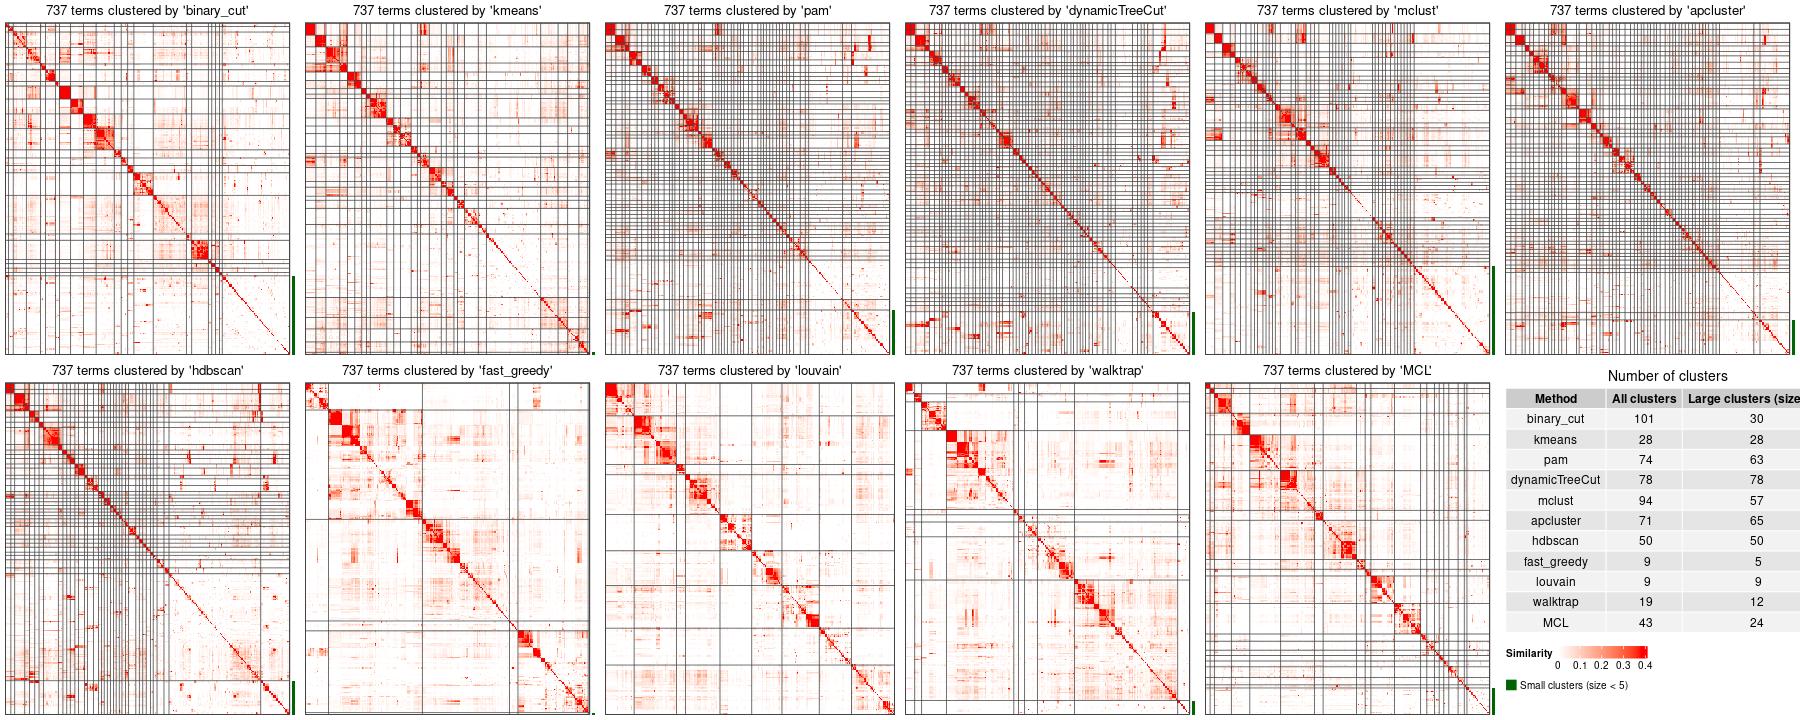 737 terms clustered by 'binary_cut'
737 terms clustered by 'kmeans'
737 terms clustered by 'pam'
737 terms clustered by 'dynamicTreeCut'
737 terms clustered by 'mclust'
737 terms clustered by 'apcluster'
737 terms clustered by 'hdbscan'
737 terms clustered by 'fast_greedy'
737 terms clustered by 'louvain'
737 terms clustered by 'walktrap'
737 terms clustered by 'MCL'
Number of clusters
Method All clusters Large clusters (size
binary_cut 101 30
kmeans 28 28
pam 74 63
dynamicTreeCut 78 78
mclust 94 57
apcluster 71 65
hdbscan 50 50
fast_greedy 9 5
louvain 9 9
walktrap 19 12
MCL 43 24
Similarity
0 0.1 0.2 0.3 0.4
Small clusters (size < 5)